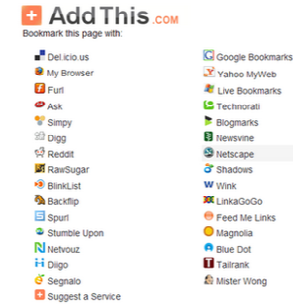 AddThis.COM
Bookmark this page with:
Del.icio.us
My Browser
Furl
Ask
Simpy
Digg
Reddit
RawSugar
BlinkList
Backflip
Spurl
Stumble Upon
Netvouz
Diigo
Segnalo
Suggest a Service
Google Bookmarks
Yahoo MyWeb
Live Bookmarks
Technorati
Blogmarks
Newsvine
Netscape
Shadows
Wink
LinkaGoGo
Feed Me Links
Magnolia
Blue Dot
Tailrank
Mister Wong